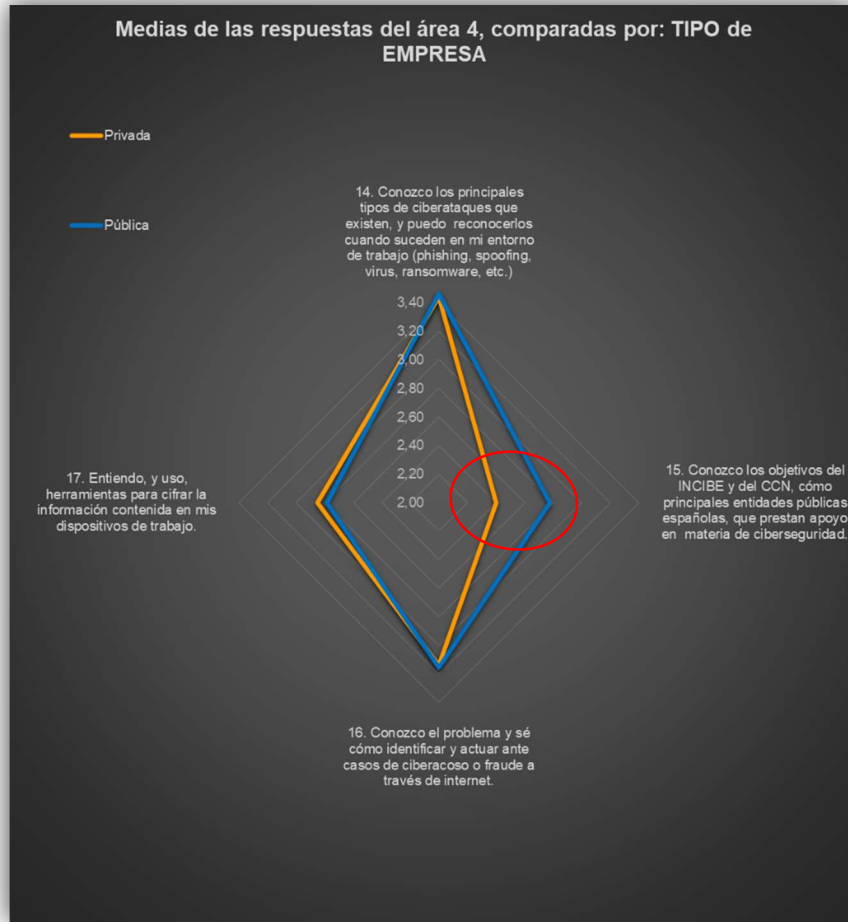 Medias de las respuestas del área 4, comparadas por: TIPO de
EMPRESA
Privada
Pública
14. Conozco los principales
tipos de ciberataques que
existen, y puedo reconocerlos
cuando suceden en mi entorno
de trabajo (phishing, spoofing,
virus, ransomware, etc.)
3,40
3,20
3,00
2,80
2,60
2,40
2,20
2,00
15. Conozco los objetivos del
INCIBE y del CCN, cómo
principales entidades públicas
españolas, que prestan apoyo
en materia de ciberseguridad.
17. Entiendo, y uso,
herramientas para cifrar la
información contenida en mis
dispositivos de trabajo.
16. Conozco el problema y sé
cómo identificar y actuar ante
casos de ciberacoso o fraude a
través de internet.